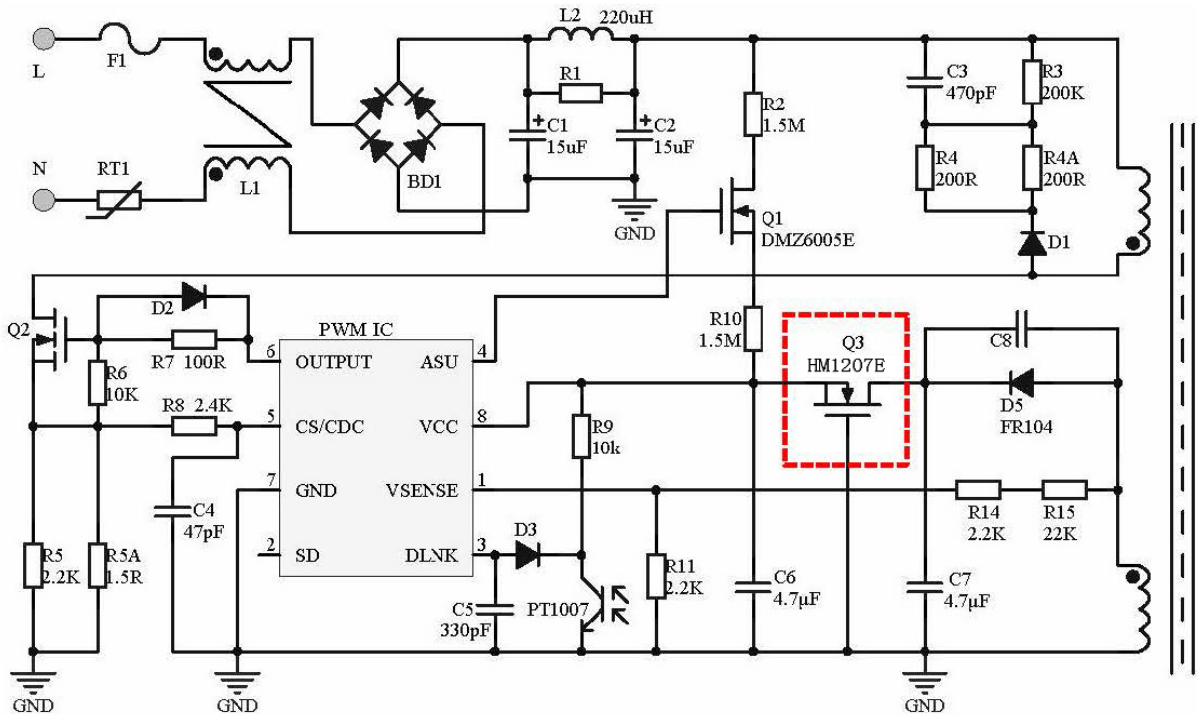 L2 220uH
F1
L
R1
C3
470pF
R3
200K
R2
1.5M
C1
15uF
C2
15uF
N
RT1
L1
BD1
R4
200R
R4A
200R
GND
Q1
DMZ6005E
D1
D2
Q2
PWM IC
R10
1.5M
Q3
HM1207E
C8
R7 100R
6
OUTPUT
ASU
4
R6
10K
D5
FR104
R8 2.4K
5
CS/CDC
VCC
8
R9
10k
7
GND
VSENSE
1
C4
47pF
R14
2.2K
R15
22K
D3
2
SD
DLNK
3
R5
2.2K
R5A
1.5R
R11
2.2K
C6
4.7μF
C7
4.7μF
C5
330pF
PT1007
GND
GND
GND